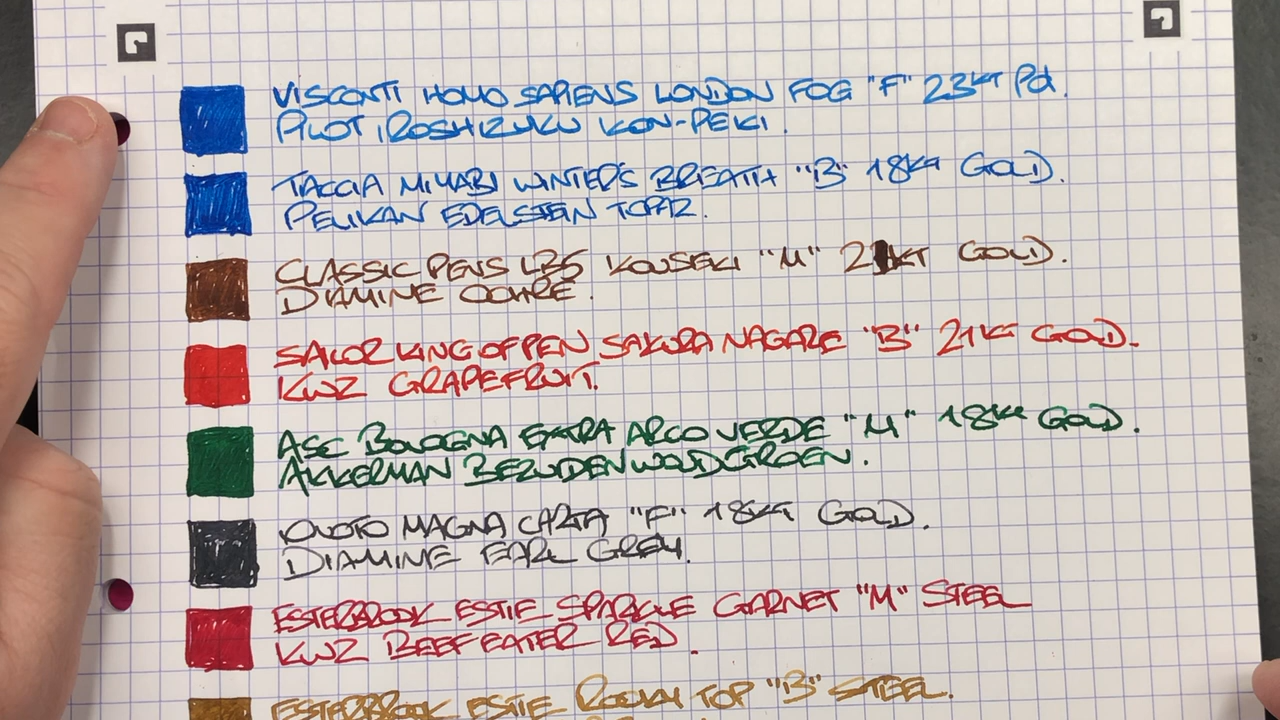 VISCONTI HOMO SAPIENS LONDON FOG "F" 23KT Pd.
PILOT IROSHIZUKU KON-PEKI.
TACCIA MIYABI WINTER'S BREATH "B" 18KT GOLD.
PELIKAN EDELSTEIN TOPAZ.
CLASSIC PENS LB5 KOUSEKI "M" 21KT GOLD.
DIAMINE OCHRE.
SAILOR KING OF PEN SAKURA NAGARE "B" 21KT GOLD.
KWZ GRAPEFRUIT.
ASC BOLOGNA EXTRA ARCO VERDE "M" 18KT GOLD.
AKKERMAN BEZUIDENWOUDGROEN.
ONOTO MAGNA CARTA "F" 18KT GOLD.
DIAMINE EARL GREY.
ESTERBROOK ESTIE SPARKLE GARNET "M" STEEL
KWZ BEEFEATER RED.
ESTERBROOK ESTIE ROCKY TOP "B" STEEL.